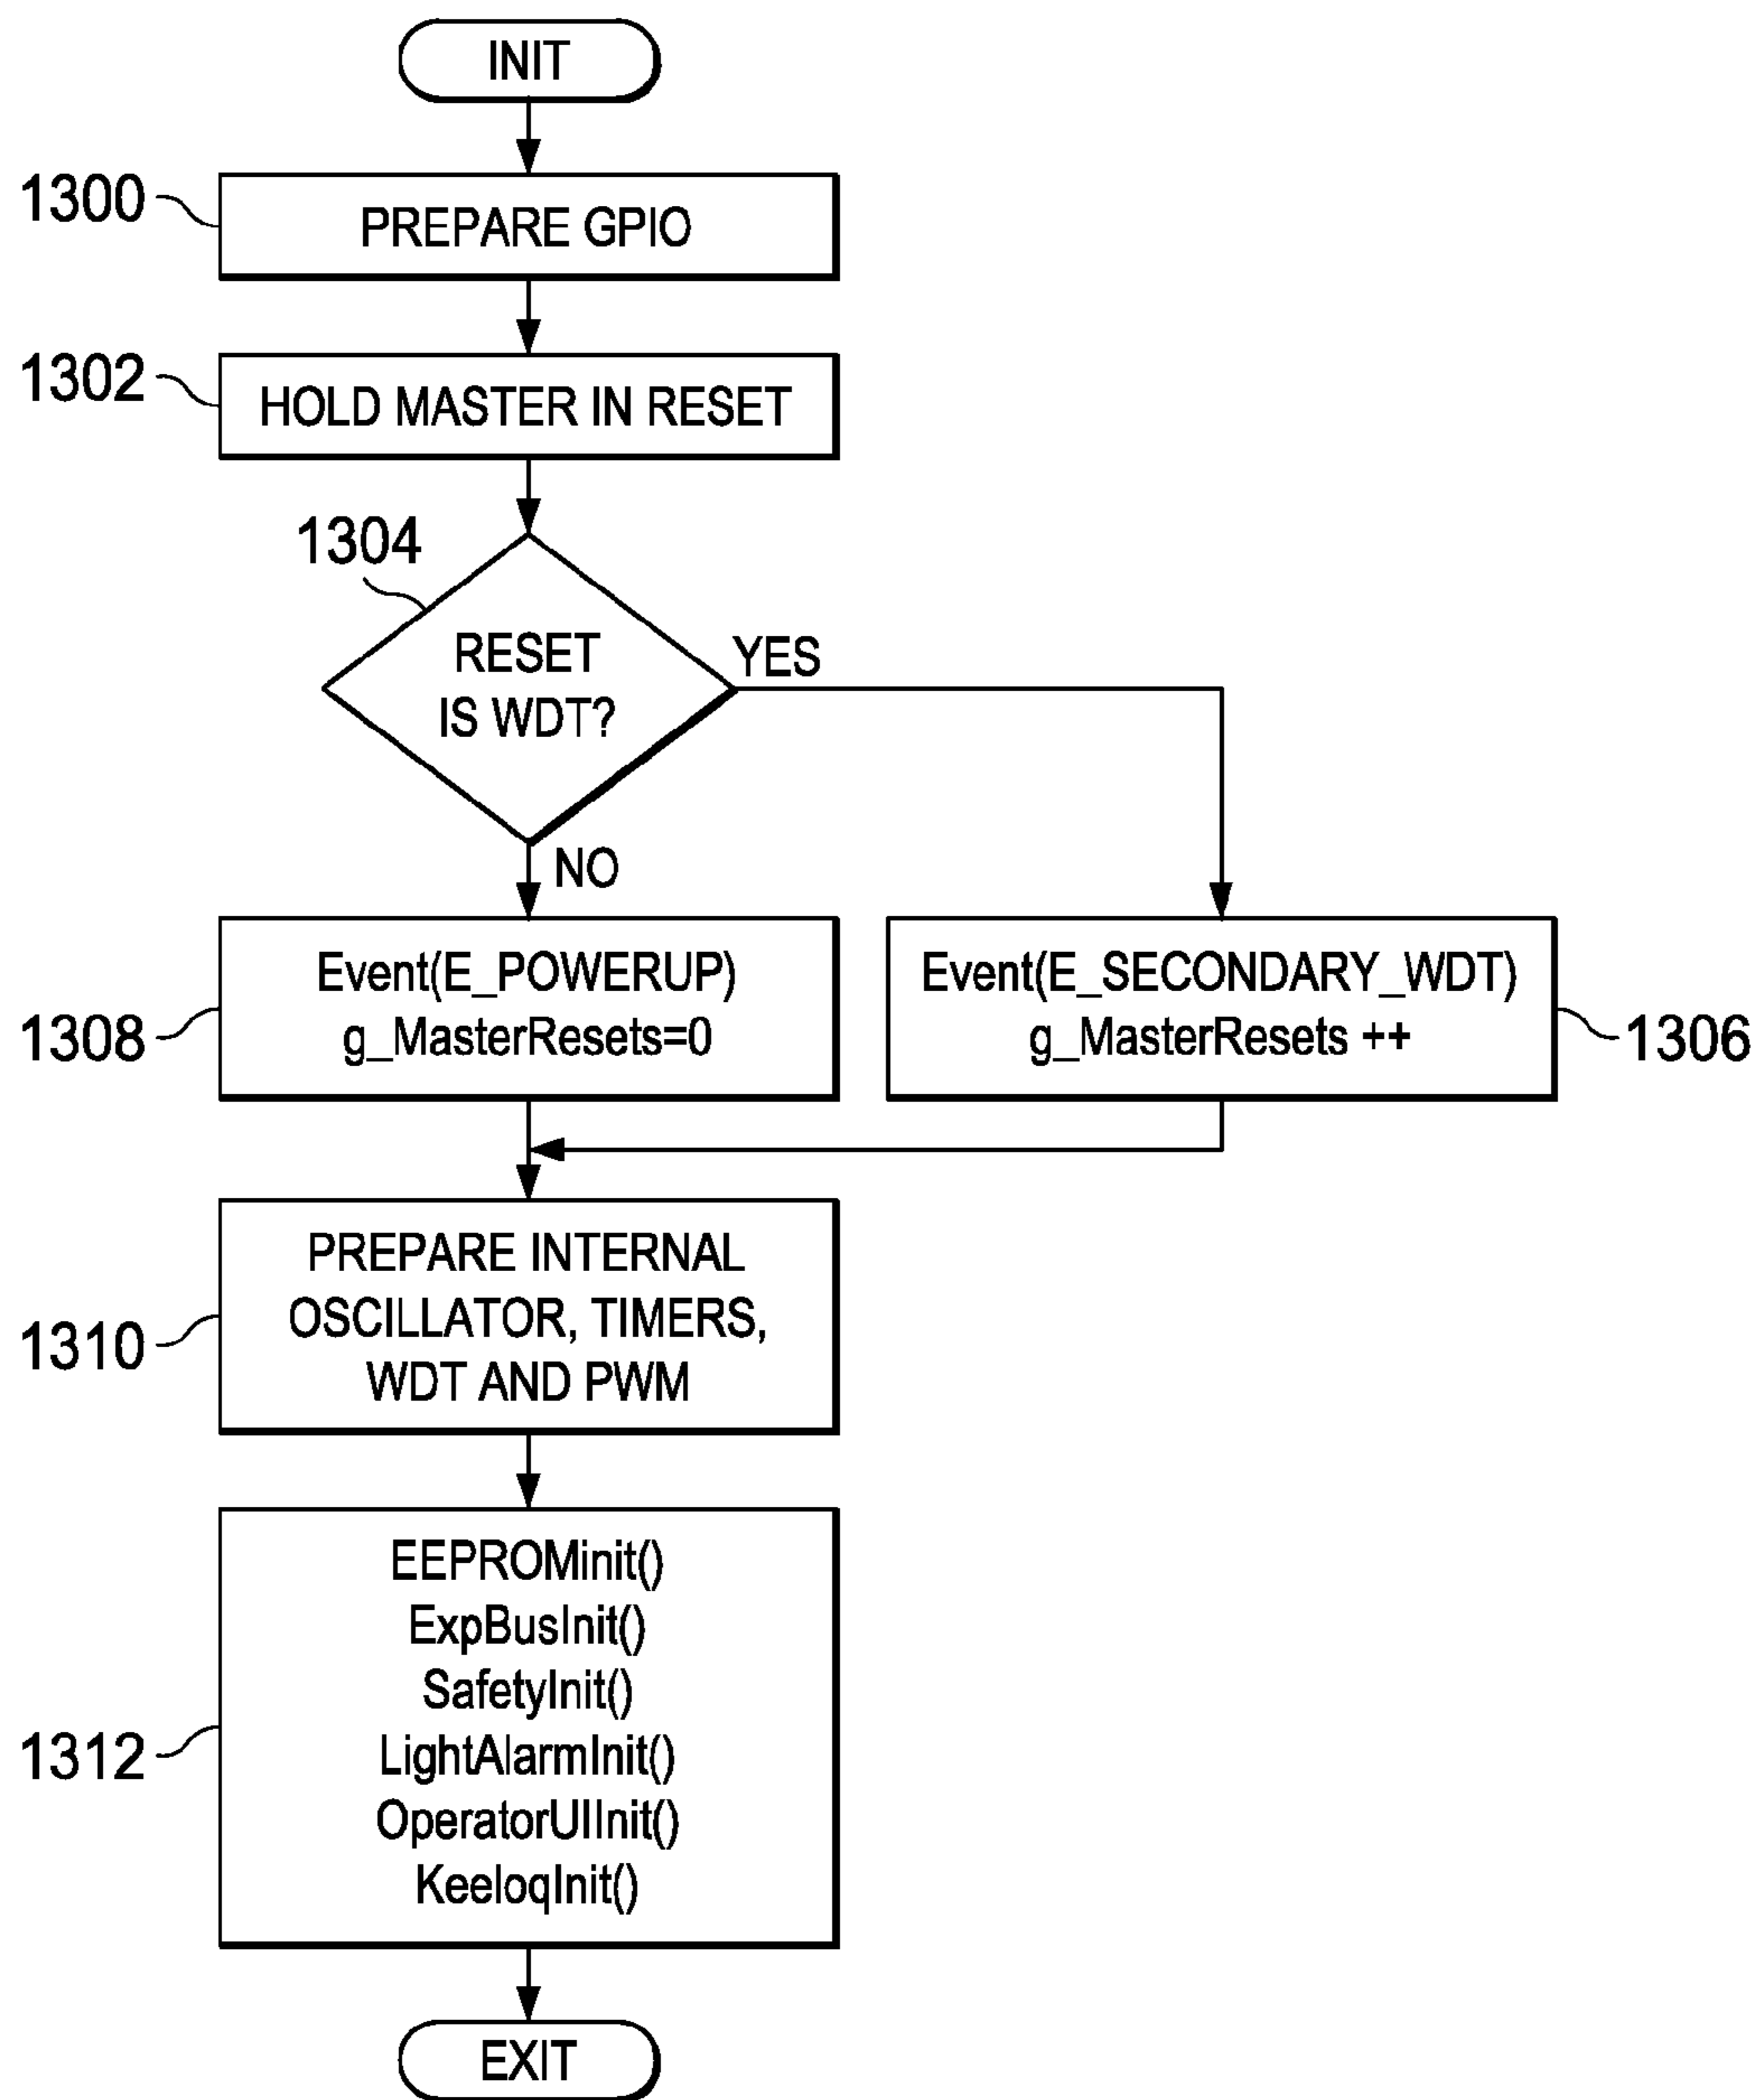 INIT
1300
PREPARE GPIO
1302
HOLD MASTER IN RESET
1304
RESET
IS WDT?
YES
NO
Event(E_POWERUP)
g_MasterResets=0
1308
Event(E_SECONDARY_WDT)
g_MasterResets ++
1306
PREPARE INTERNAL
OSCILLATOR, TIMERS,
WDT AND PWM
1310
EEPROMinit()
ExpBusInit()
SafetyInit()
LightAlarmInit()
OperatorUIInit()
KeeloqInit()
1312
EXIT